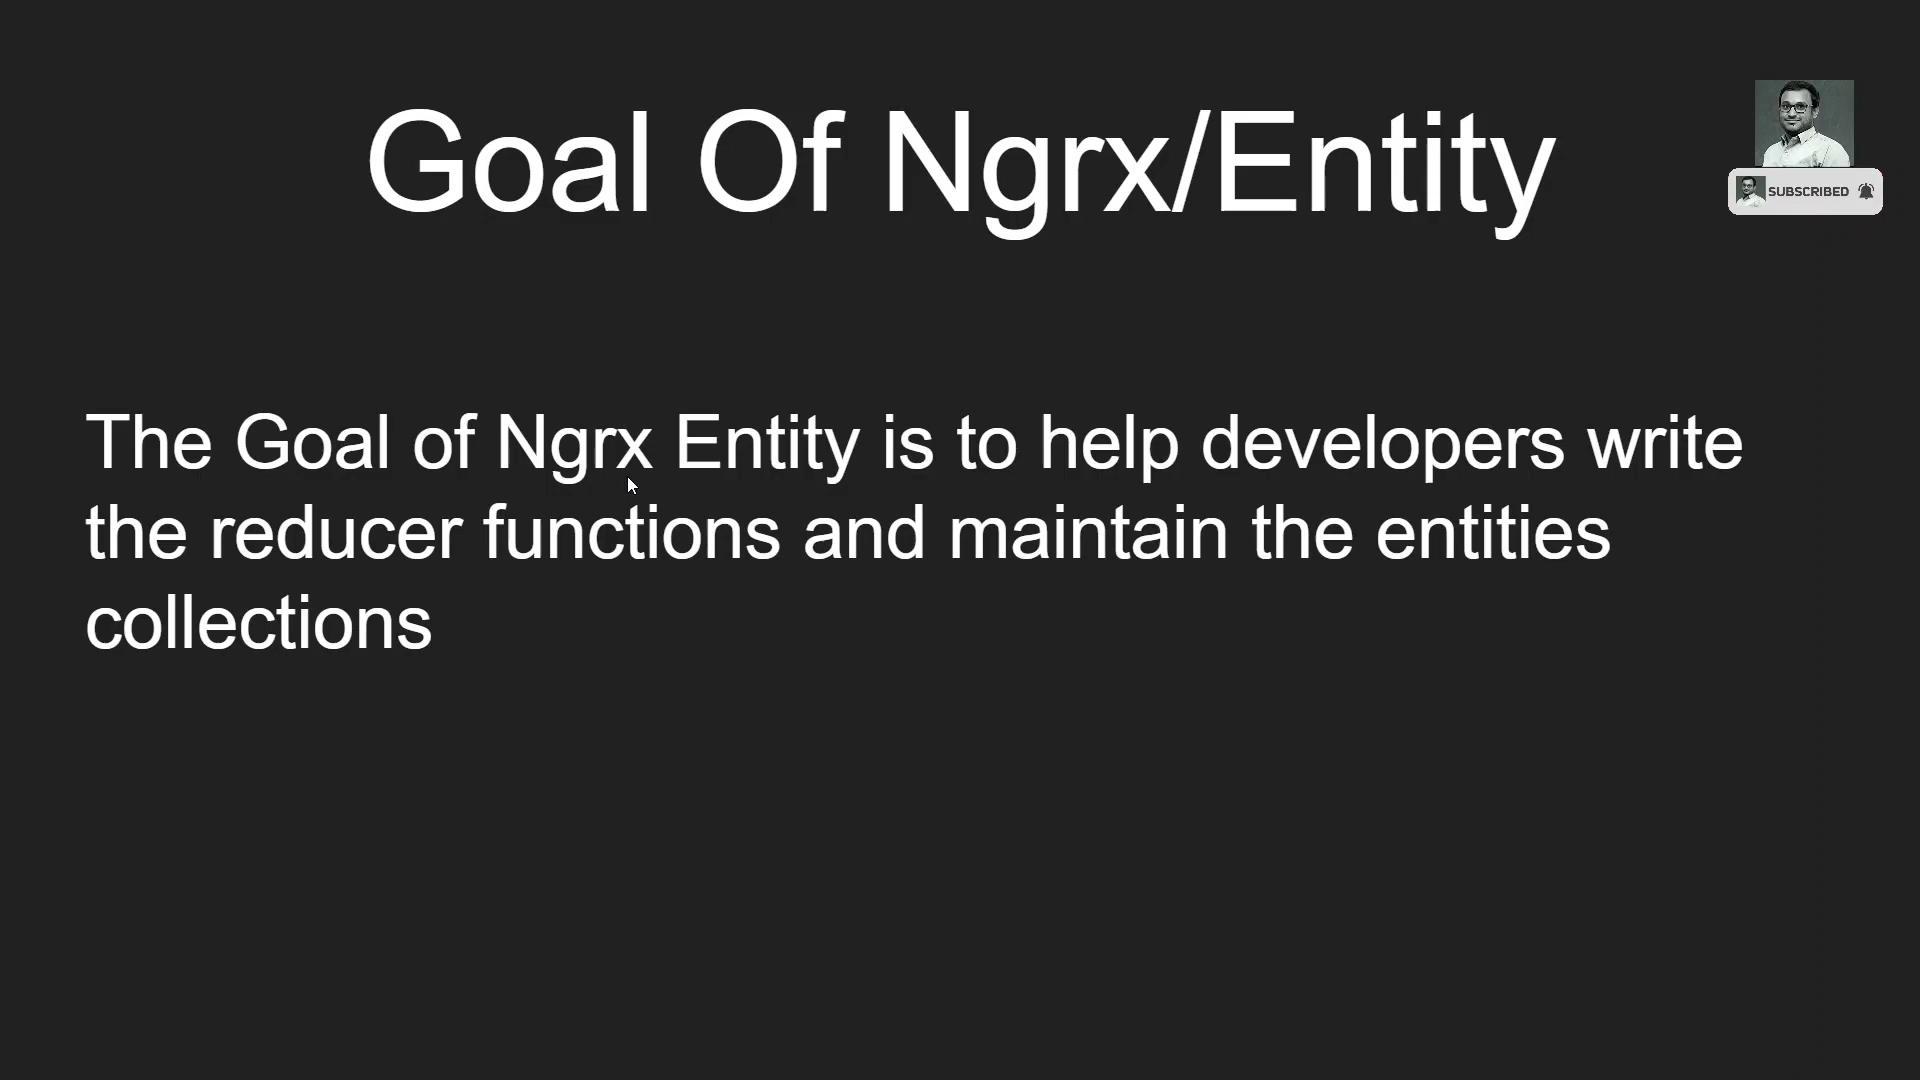 Goal Of Ngrx/Entity
SUBSCRIBED
The Goal of Ngrx Entity is to help developers write
the reducer functions and maintain the entities
collections